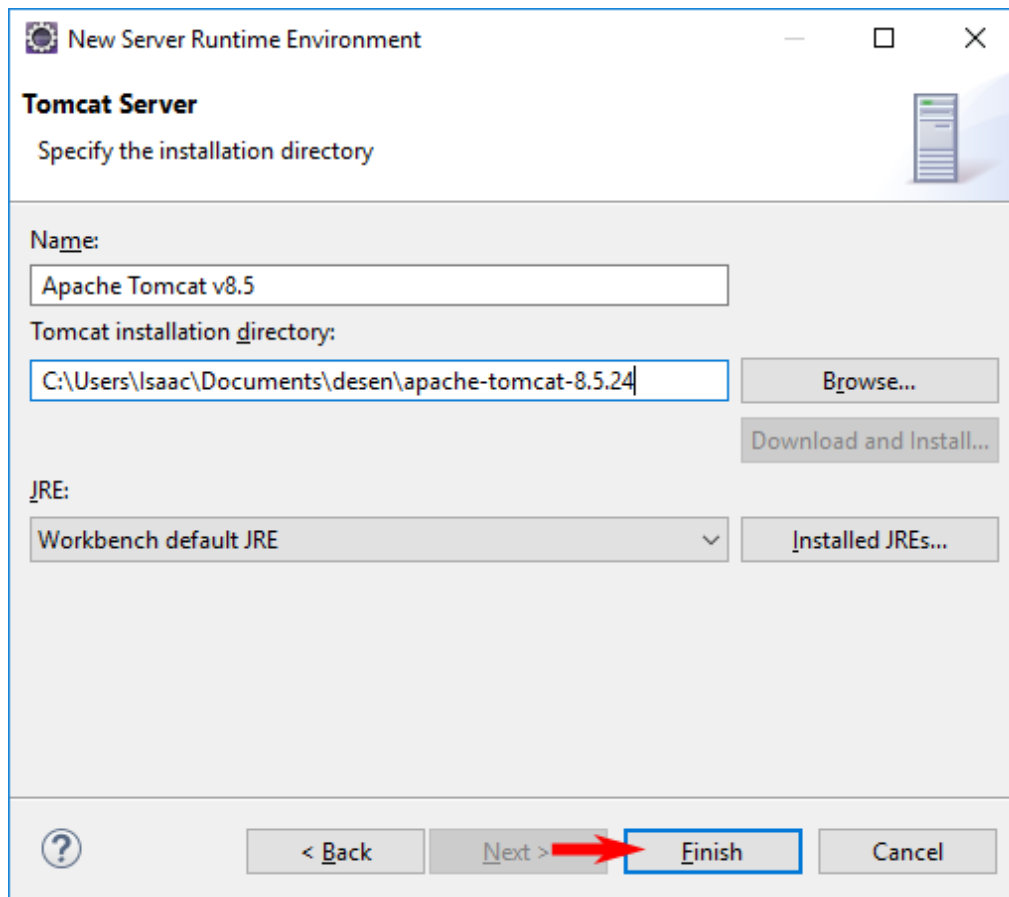 New Server Runtime Environment
Tomcat Server
Specify the installation directory
Name:
Apache Tomcat v8.5
Tomcat installation directory:
C:\Users\Isaac\Documents\desen\apache-tomcat-8.5.24
Browse...
Download and Install...
JRE:
Workbench default JRE
Installed JREs...
?
< Back
Next >
Finish
Cancel